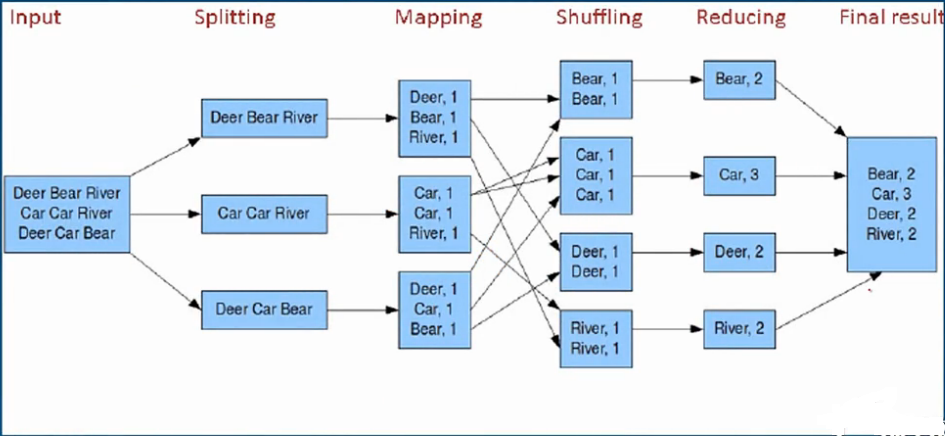 Input
Splitting
Mapping
Shuffling
Reducing
Final result
Deer Bear River
Car Car River
Deer Car Bear
Deer Bear River
Car Car River
Deer Car Bear
Deer, 1
Bear, 1
River, 1
Car, 1
Car, 1
River, 1
Deer, 1
Car, 1
Bear, 1
Bear, 1
Bear, 1
Car, 1
Car, 1
Car, 1
Deer, 1
Deer, 1
River, 1
River, 1
Bear, 2
Car, 3
Deer, 2
River, 2
Bear, 2
Car, 3
Deer, 2
River, 2